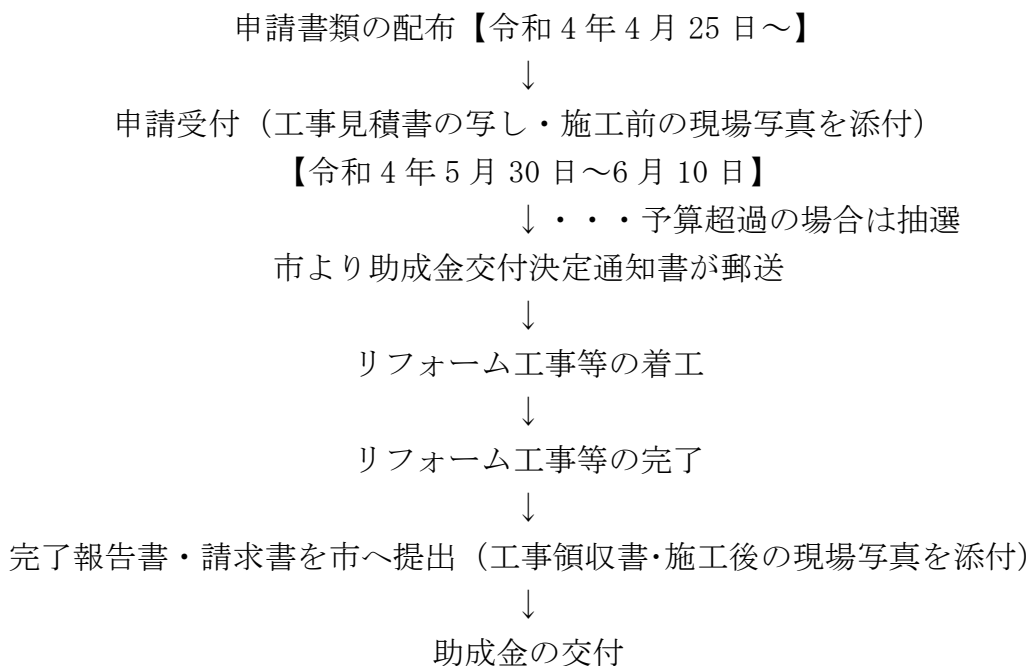 申請書類の配布【令和4年4月25日~】
↓
申請受付（工事見積書の写し・施工前の現場写真を添付）
【令和4年5月30日~6月10日】
↓・・・予算超過の場合は抽選
市より助成金交付決定通知書が郵送
↓
リフォーム工事等の着工
↓
リフォーム工事等の完了
↓
完了報告書・請求書を市へ提出（工事領収書・施工後の現場写真を添付）
↓
助成金の交付